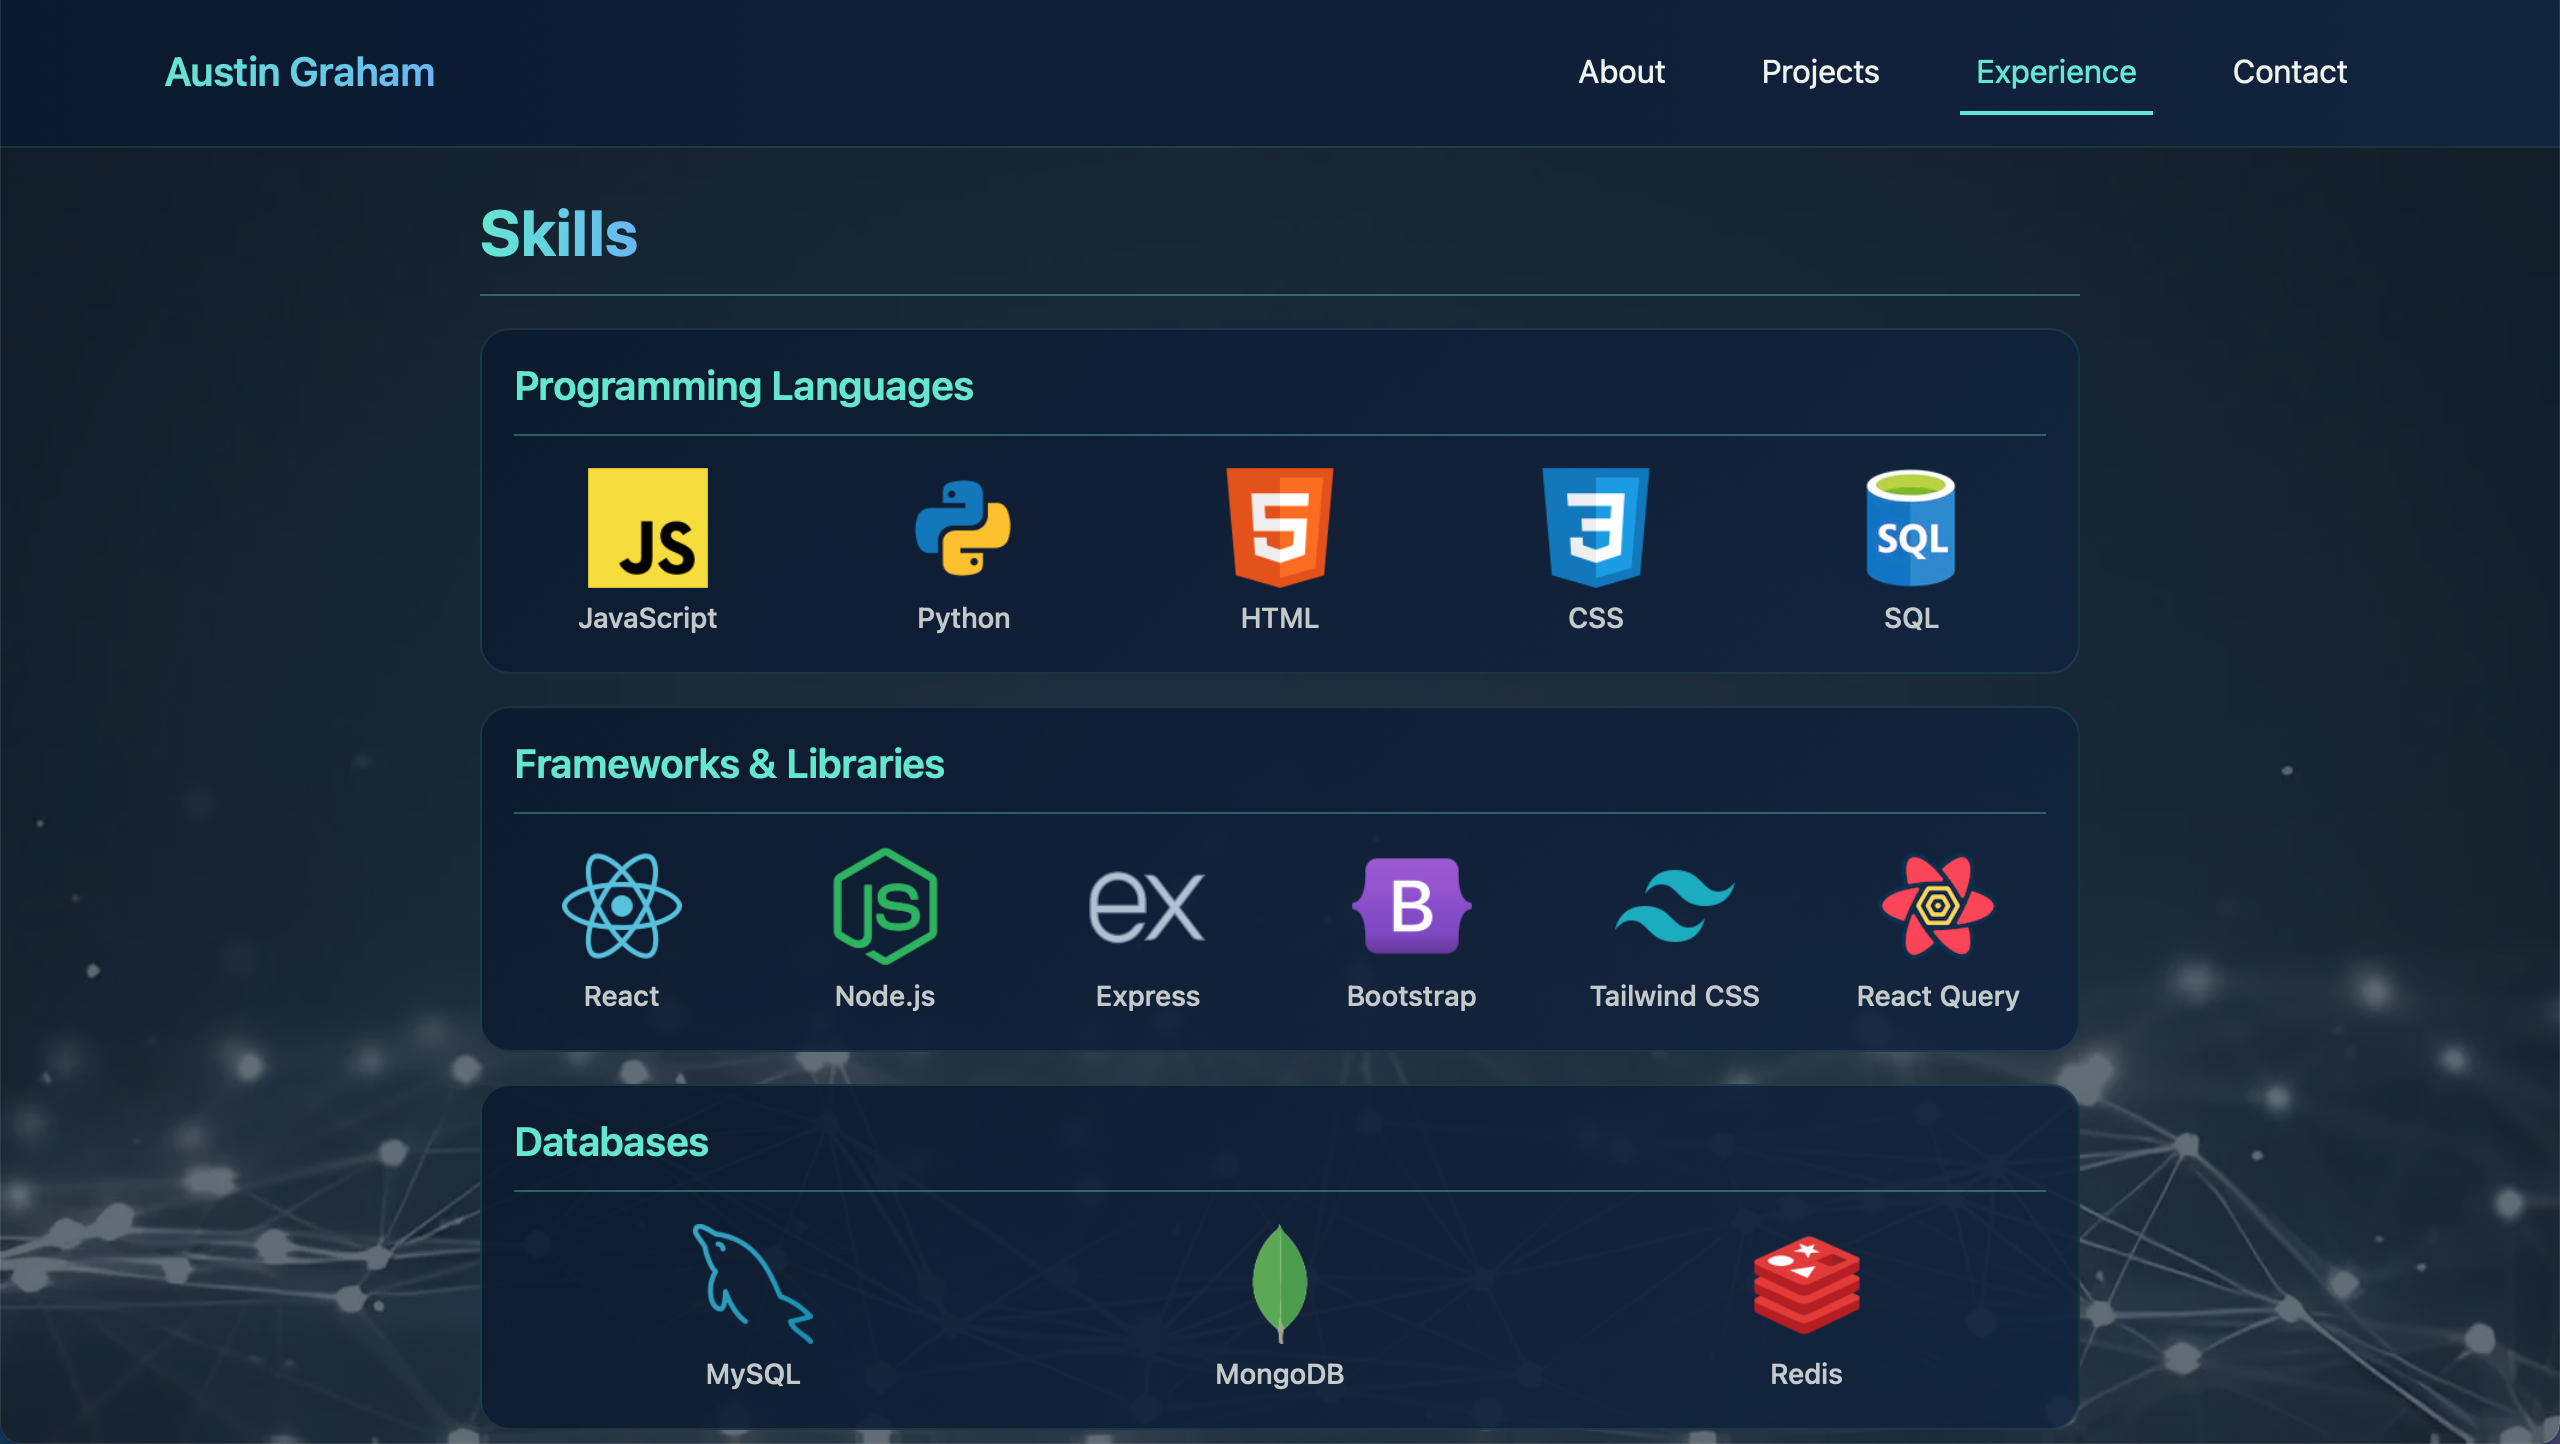 Austin Graham
About Projects Experience Contact
Skills
Programming Languages
JS 5 3 SQL
JavaScript Python HTML CSS SQL
Frameworks & Libraries
JS ex B
React Node.js Express Bootstrap Tailwind CSS React Query
Databases
MySQL MongoDB Redis